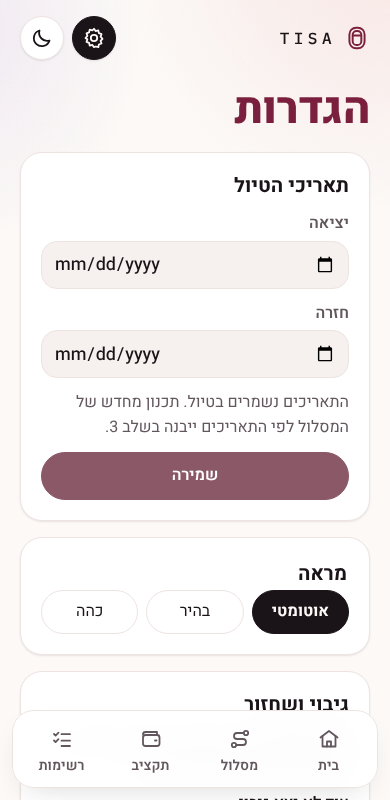 TISA
הגדרות
תאריכי הטיול
יציאה
mm/dd/yyyy
חזרה
mm/dd/yyyy
התאריכים נשמרים בטיול. תכנון מחדש של
המסלול לפי התאריכים ייבנה בשלב 3.
שמירה
מראה
אוטומטי
בהיר
כהה
גיבוי ושחזור
בית
מסלול
תקציב
רשימות